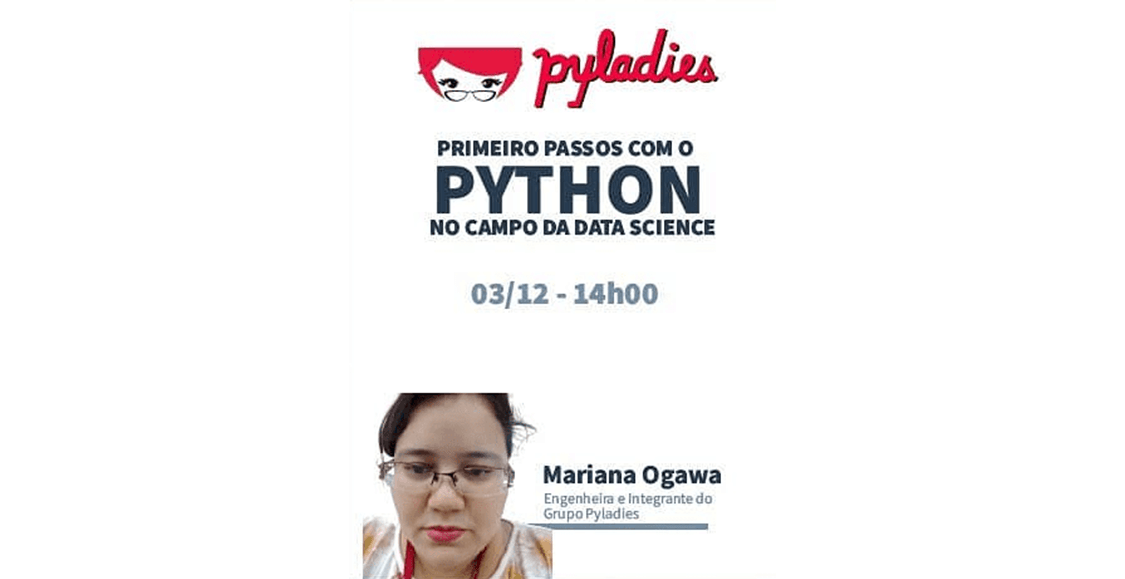 pyladies
PRIMEIRO PASSOS COM O
PYTHON
NO CAMPO DA DATA SCIENCE
03/12 - 14h00
Mariana Ogawa
Engenheira e Integrante do
Grupo Pyladies